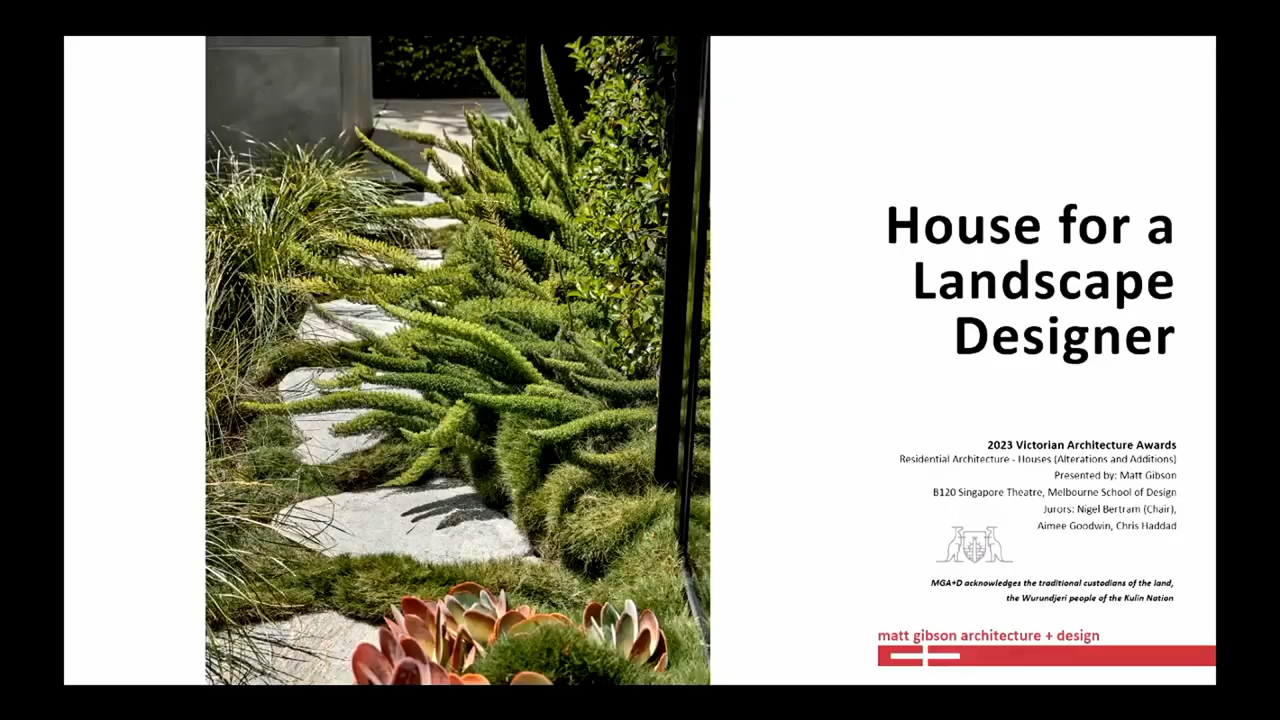 House for a
Landscape
Designer
2023 Victorian Architecture Awards
Residential Architecture - Houses (Alterations and Additions)
Presented by: Matt Gibson
B120 Singapore Theatre, Melbourne School of Design
Jurors: Nigel Bertram (Chair),
Aimee Goodwin, Chris Haddad
MGA+D acknowledges the traditional custodians of the land,
the Wurundjeri people of the Kulin Nation
matt gibson architecture + design